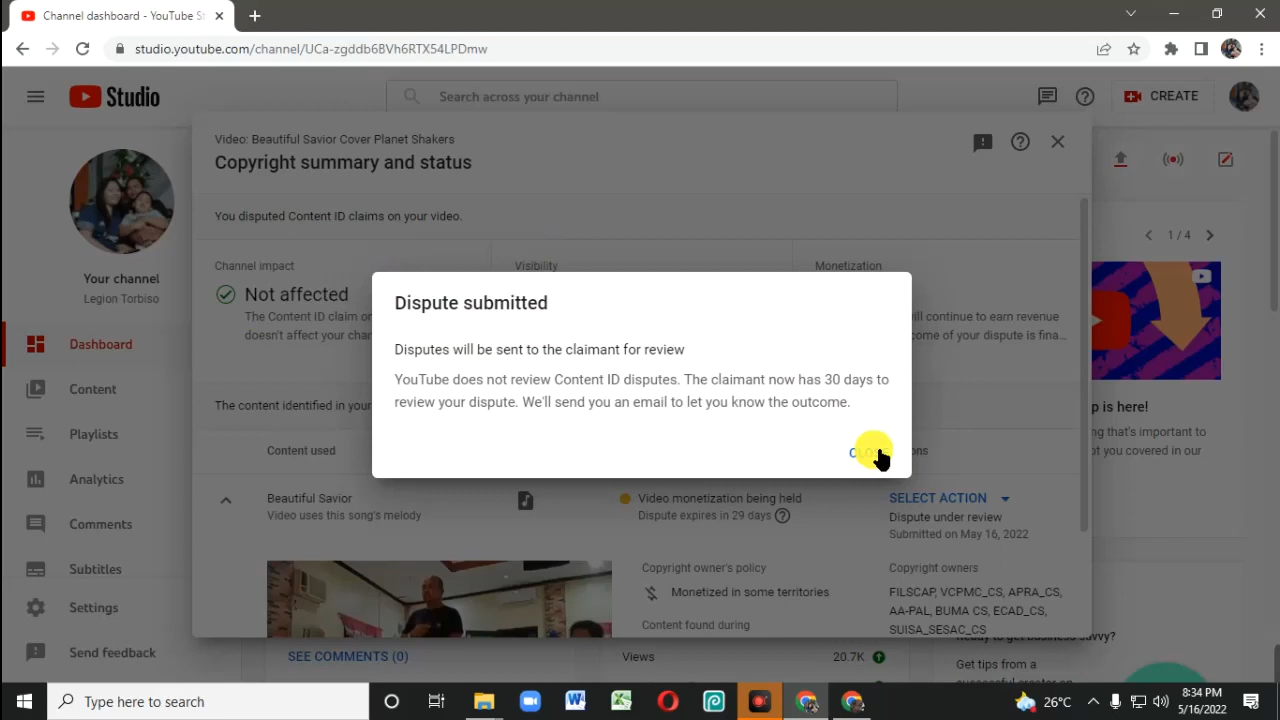 Channel dashboard - YouTube St
studio.youtube.com/channel/UCa-zgddb6BVh6RTX54LPDmw
Studio
Search across your channel
CREATE
Video: Beautiful Savior Cover Planet Shakers
Copyright summary and status
You disputed Content ID claims on your video.
1 / 4
Channel impact
Visibility
Monetization
Your channel
Legion Torbiso
Not affected
The Content ID claim on
doesn't affect your chan
will continue to earn revenue
come of your dispute is fina...
Dispute submitted
Disputes will be sent to the claimant for review
YouTube does not review Content ID disputes. The claimant now has 30 days to
review your dispute. We'll send you an email to let you know the outcome.
CLOSE
Dashboard
Content
Playlists
Analytics
Comments
Subtitles
Settings
Send feedback
The content identified in your
p is here!
ng that's important to
t you covered in our
Content used
ons
Beautiful Savior
Video uses this song's melody
Video monetization being held
Dispute expires in 29 days
SELECT ACTION
Dispute under review
Submitted on May 16, 2022
Copyright owner's policy
Monetized in some territories
Content found during
Copyright owners
FILSCAP, VCPMC_CS, APRA_CS,
AA-PAL, BUMA CS, ECAD_CS,
SUISA_SESAC_CS
SEE COMMENTS (0)
Views
20.7K
Ready to get business savvy?
Get tips from a
successful creator on
Type here to search
26°C
8:34 PM
5/16/2022